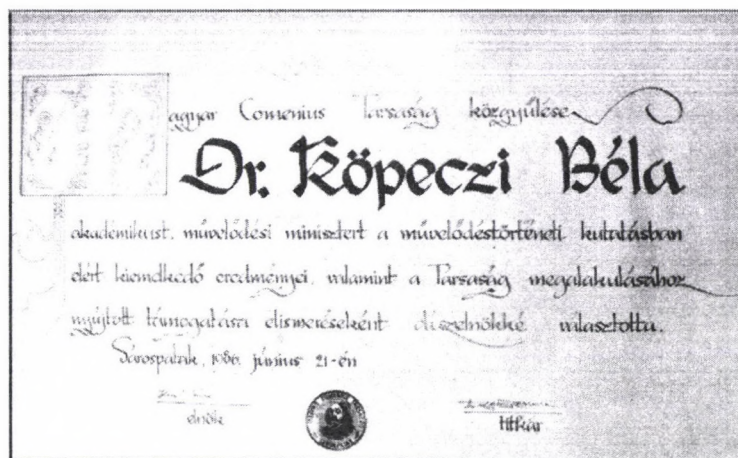 Magyar Comenius Társaság közgyűlése
Dr. Köpeczi Béla
akadémikust, művelődési minisztert a művelődéstörténeti kutatásban
elért kiemelkedő eredményei, valamint a Társaság megalakulásához
nyújtott támogatása elismeréseként díszelnökké választotta.
Sárospatak, 1986. június 21-én
elnök
titkár